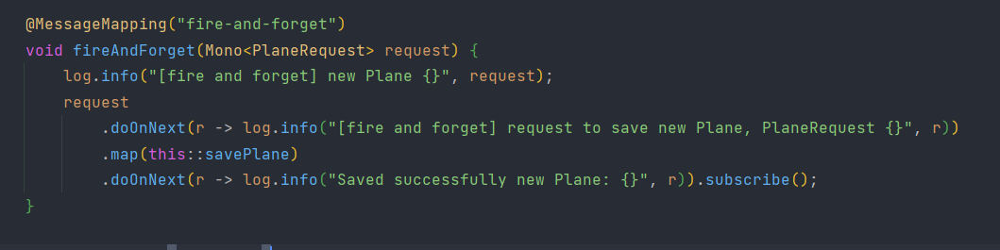 @MessageMapping("fire-and-forget")
void fireAndForget(Mono<PlaneRequest> request) {
    log.info("[fire and forget] new Plane {}", request);
    request
        .doOnNext(r -> log.info("[fire and forget] request to save new Plane, PlaneRequest {}", r))
        .map(this::savePlane)
        .doOnNext(r -> log.info("Saved successfully new Plane: {}", r)).subscribe();
}